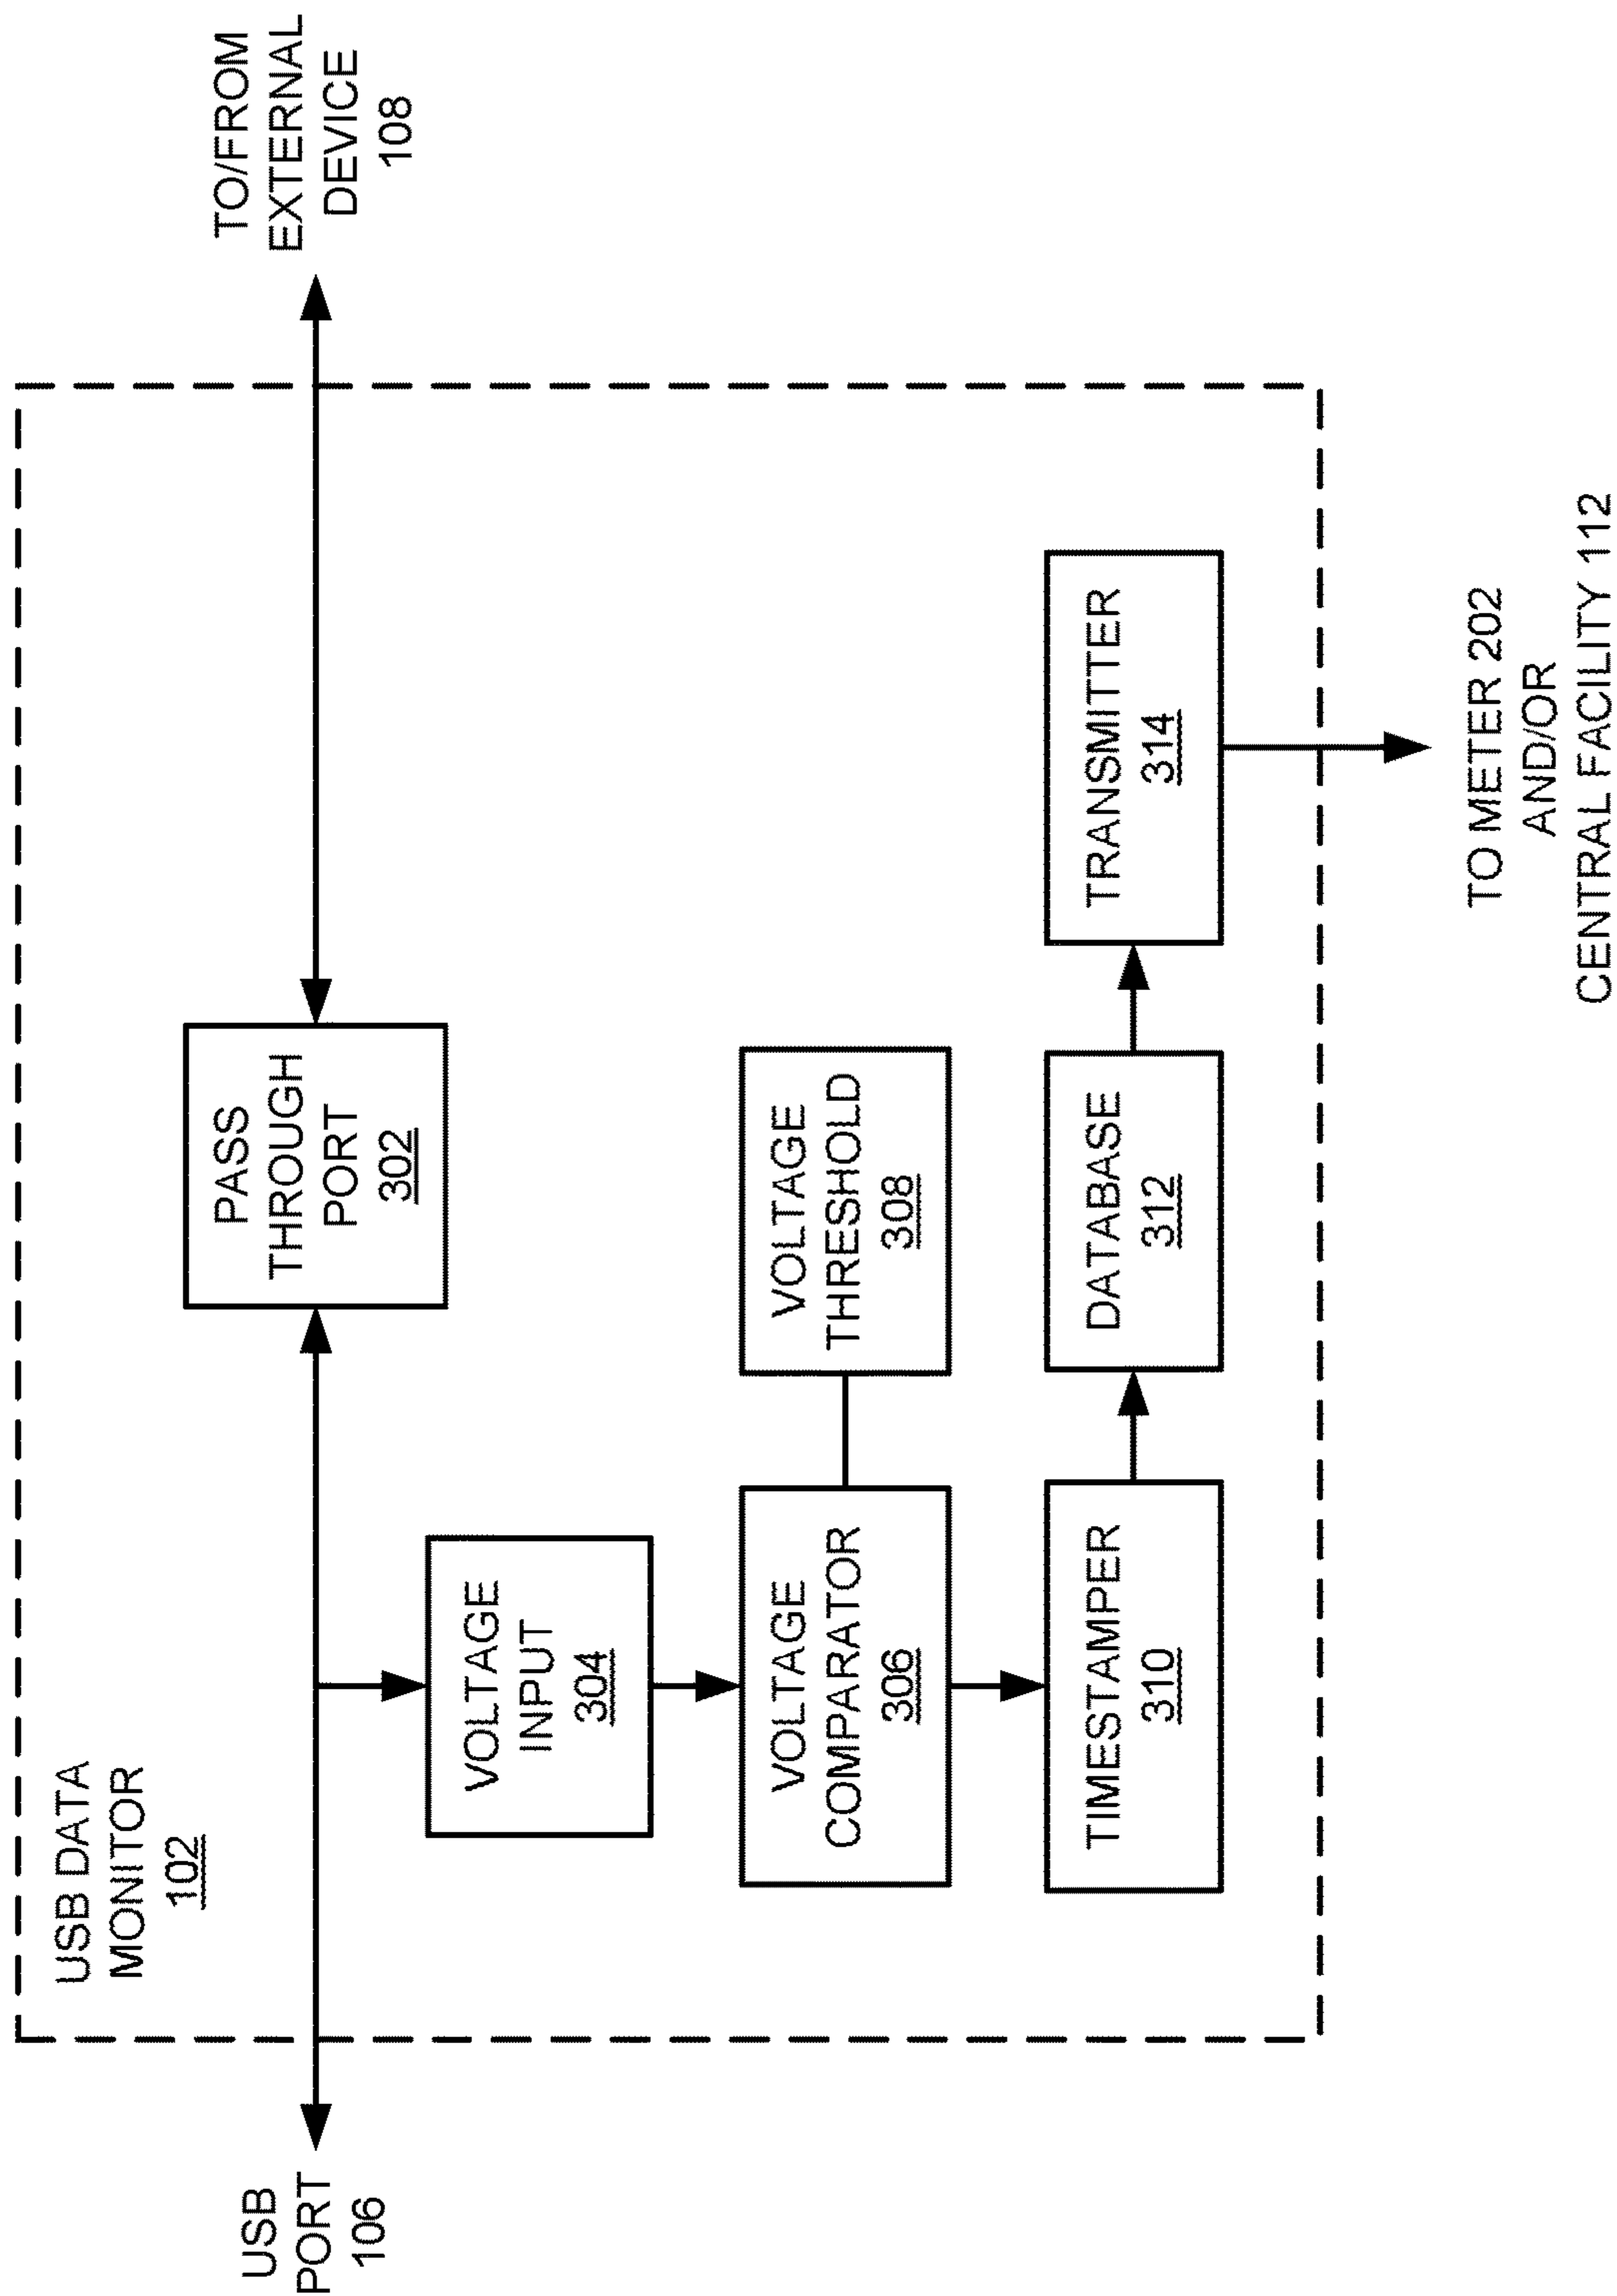 USB DATA
MONITOR
102
USB
PORT
106
PASS
THROUGH
PORT
302
TO/FROM
EXTERNAL
DEVICE
108
VOLTAGE
INPUT
304
VOLTAGE
COMPARATOR
306
VOLTAGE
THRESHOLD
308
TIMESTAMPER
310
DATABASE
312
TRANSMITTER
314
TO METER 202
AND/OR
CENTRAL FACILITY 112